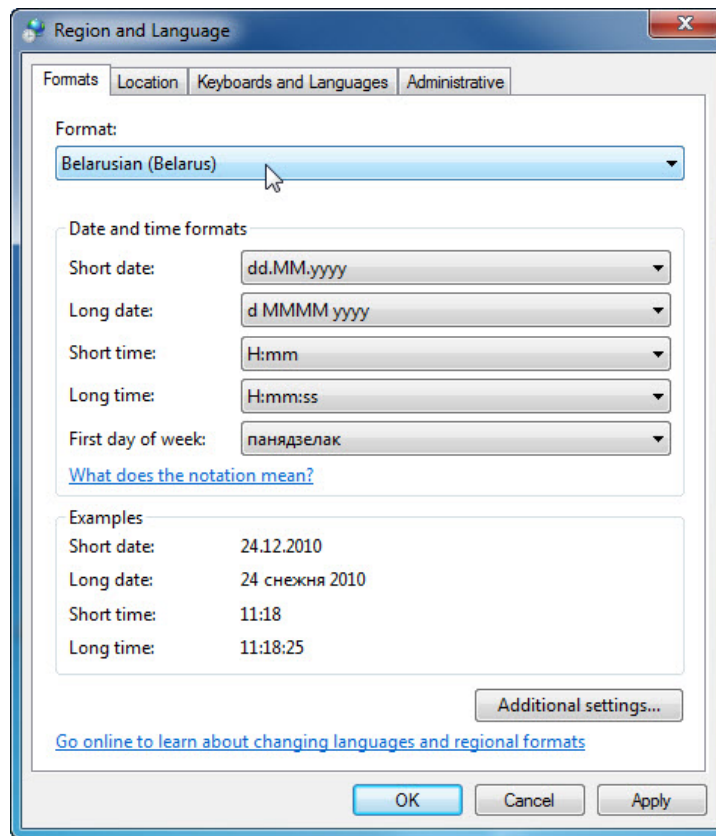 Region and Language
Formats Location Keyboards and Languages Administrative
Format:
Belarusian (Belarus)
Date and time formats
Short date: dd.MM.yyyy
Long date: d MMMM yyyy
Short time: H:mm
Long time: H:mm:ss
First day of week: панядзелак
What does the notation mean?
Examples
Short date: 24.12.2010
Long date: 24 снежня 2010
Short time: 11:18
Long time: 11:18:25
Additional settings...
Go online to learn about changing languages and regional formats
OK Cancel Apply